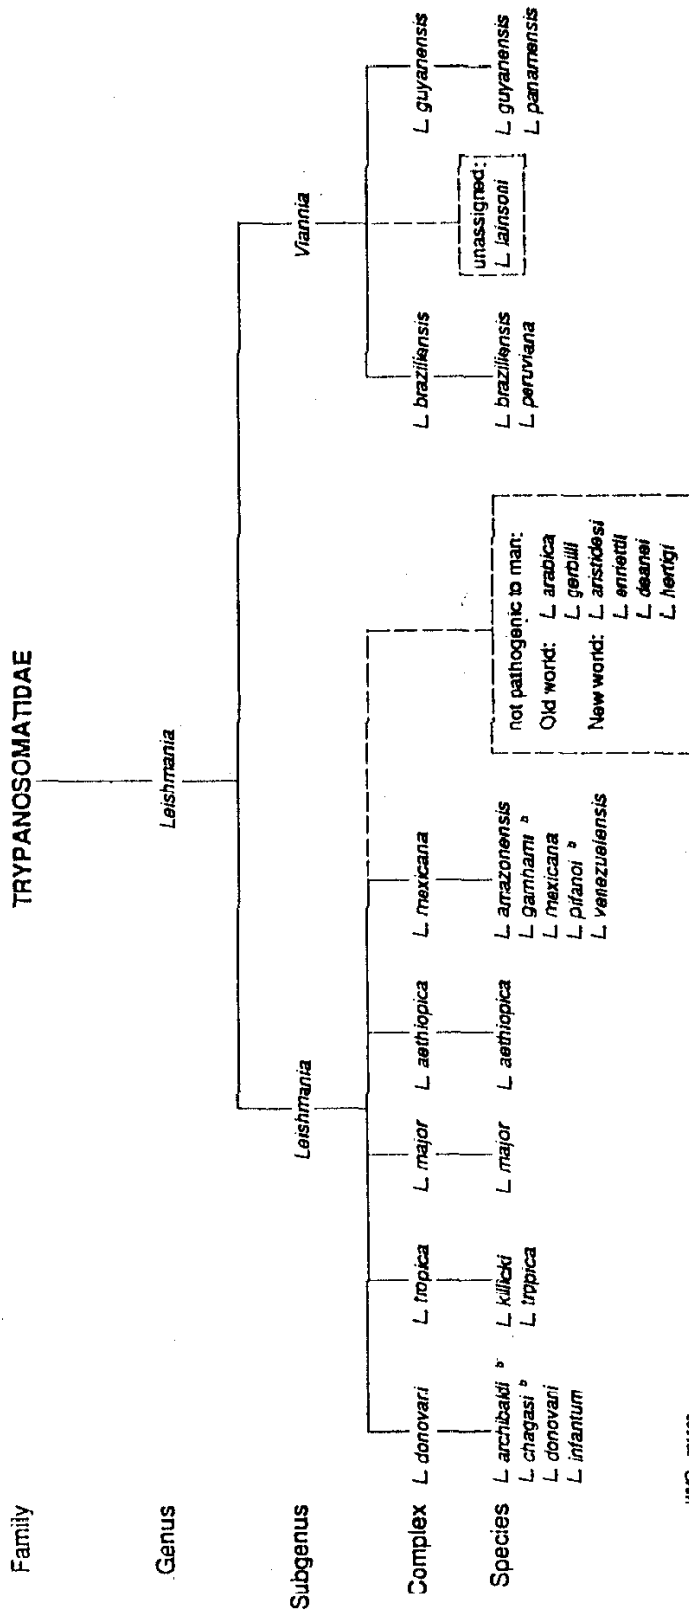 TRYPANOSOMATIDAE
Family
Genus
Leishmania
Subgenus
Leishmania
Viannia
Complex
L. donovani
L. tropica
L. major
L. aethiopica
L. mexicana
L. braziliensis
L. guyanensis
Species
L. archibaldi b
L. chagasi b
L. donovani
L. infantum
L. killicki
L. tropica
L. major
L. aethiopica
L. amazonensis
L. garnhami b
L. mexicana
L. pifanoi b
L. venezuelensis
not pathogenic to man:
Old world: L. arabica
L. gerbilli
New world: L. aristidesi
L. enriettii
L. deanei
L. hertigi
L. braziliensis
L. peruviana
unassigned:
L. lainsoni
L. guyanensis
L. panamensis